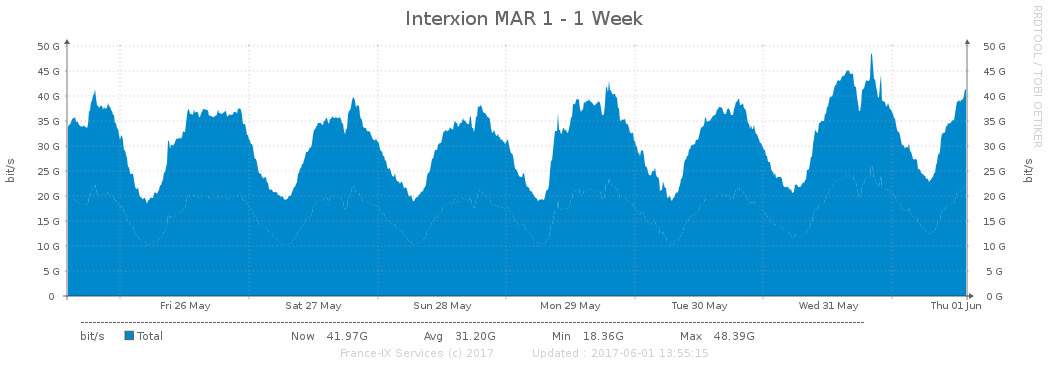 Interxion MAR 1 - 1 Week
RRDTOOL / TOBI OETIKER
50 G 50 G
45 G 45 G
40 G 40 G
35 G 35 G
30 G 30 G
25 G 25 G
20 G 20 G
15 G 15 G
10 G 10 G
5 G 5 G
0 0 G
bit/s
bit/s
Fri 26 May Sat 27 May Sun 28 May Mon 29 May Tue 30 May Wed 31 May Thu 01 Jun
bit/s Total Now 41.97G Avg 31.20G Min 18.36G Max 48.39G
France-IX Services (c) 2017 Updated : 2017-06-01 13:55:15